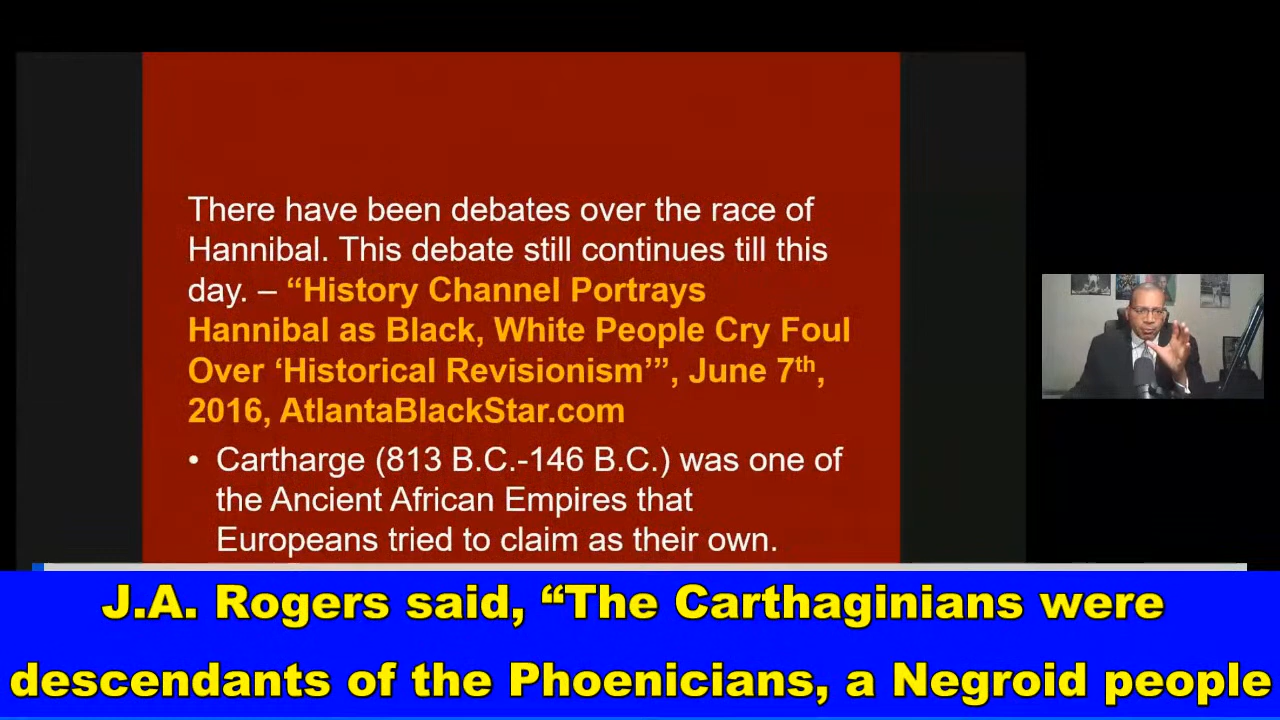 There have been debates over the race of
Hannibal. This debate still continues till this
day. – “History Channel Portrays
Hannibal as Black, White People Cry Foul
Over ‘Historical Revisionism’”, June 7th,
2016, AtlantaBlackStar.com
• Cartharge (813 B.C.-146 B.C.) was one of
the Ancient African Empires that
Europeans tried to claim as their own.
J.A. Rogers said, “The Carthaginians were
descendants of the Phoenicians, a Negroid people